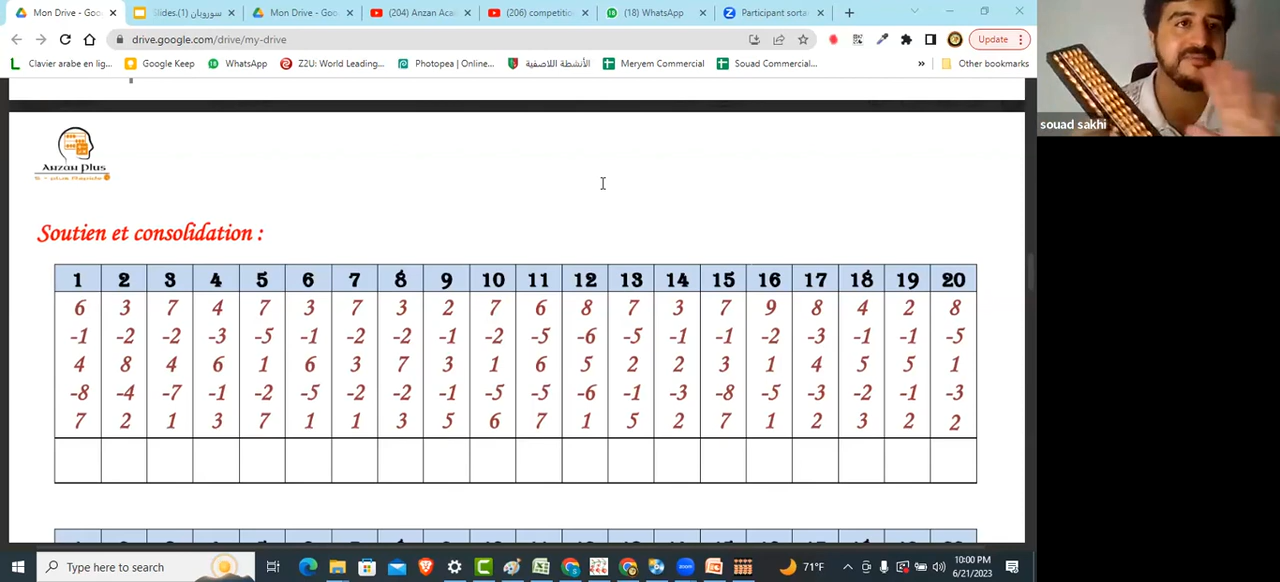 Mon Drive - Goo
Slides.(1) سوروبان
Mon Drive - Goo
(204) Anzan Aca
(206) competition
(18) WhatsApp
Participant sorta
drive.google.com/drive/my-drive
Update
Clavier arabe en lig...
Google Keep
WhatsApp
Z2U: World Leading...
Photopea | Online...
الأنشطة اللاصفية
Meryem Commercial
Souad Commercial...
»
Other bookmarks
souad sakhi
Anzan Plus
Soutien et consolidation :
1 2 3 4 5 6 7 8 9 10 11 12 13 14 15 16 17 18 19 20
6 3 7 4 7 3 7 3 2 7 6 8 7 3 7 9 8 4 2 8
-1 -2 -2 -3 -5 -1 -2 -2 -1 -2 -5 -6 -5 -1 -1 -2 -3 -1 -1 -5
4 8 4 6 1 6 3 7 3 1 6 5 2 2 3 1 4 5 5 1
-8 -4 -7 -1 -2 -5 -2 -2 -1 -5 -5 -6 -1 -3 -8 -5 -3 -2 -1 -3
7 2 1 3 7 1 1 3 5 6 7 1 5 2 7 1 2 3 2 2
Type here to search
71°F
10:00 PM
6/21/2023